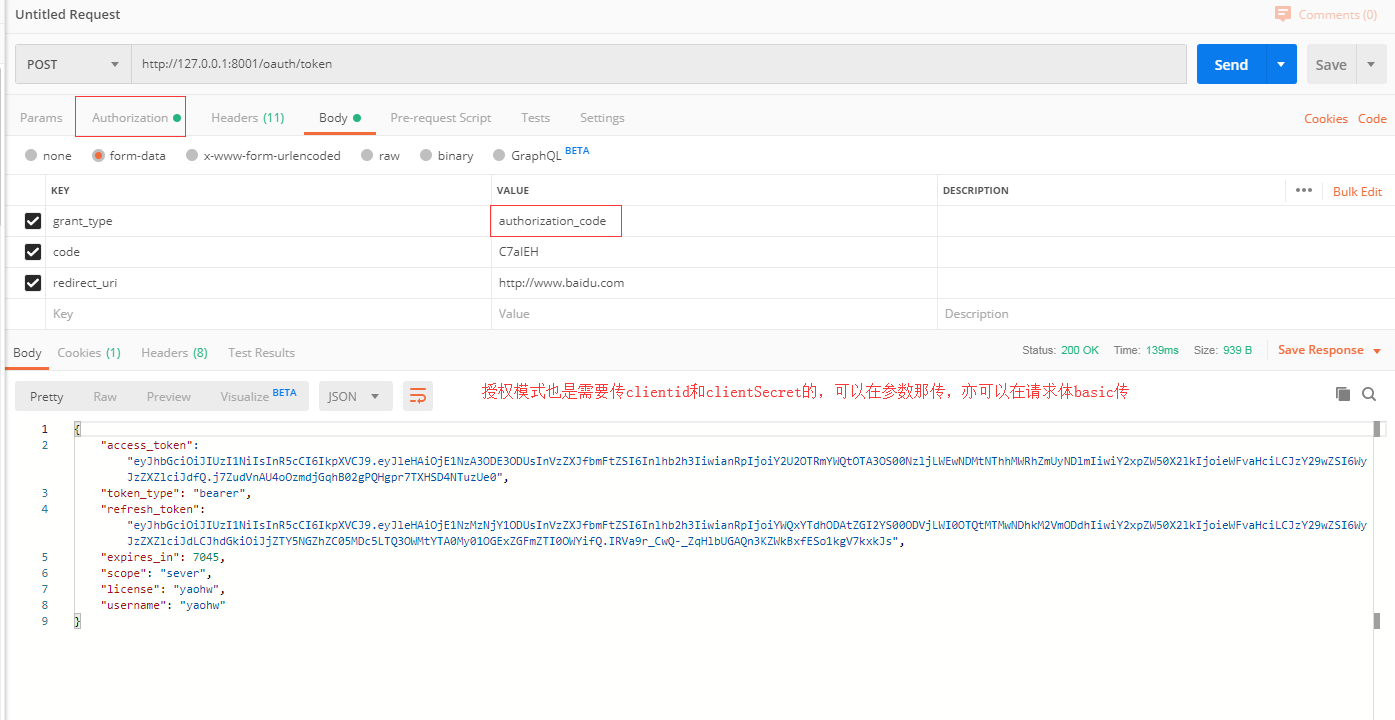 Untitled Request
Comments (0)
POST
http://127.0.0.1:8001/oauth/token
Send
Save
Params
Authorization
Headers (11)
Body
Pre-request Script
Tests
Settings
Cookies
Code
none
form-data
x-www-form-urlencoded
raw
binary
GraphQL BETA
KEY
VALUE
DESCRIPTION
Bulk Edit
grant_type
authorization_code
code
C7aIEH
redirect_uri
http://www.baidu.com
Key
Value
Description
Body
Cookies (1)
Headers (8)
Test Results
Status: 200 OK
Time: 139ms
Size: 939 B
Save Response
Pretty
Raw
Preview
Visualize BETA
JSON
授权模式也是需要传clientid和clientSecret的，可以在参数那传，亦可以在请求体basic传
1 {
2 "access_token":
"eyJhbGciOiJIUzI1NiIsInR5cCI6IkpXVCJ9.eyJleHAiOjE1NzA3ODE3ODUsInVzZXJfbmFtZSI6Inlhb2h3IiwianRpIjoiY2U2OTRmYWQtOTA3OS00NzljLWEwNDMtNThhMWRhZmUyNDlmIiwiY2xpZW50X2lkIjoieWFvaHciLCJzY29wZSI6Wy
JzZXZlciJdfQ.j7ZudVnAU4oOzmdjGqhB02gPQHgpr7TXHSD4NTuzUe0",
3 "token_type": "bearer",
4 "refresh_token":
"eyJhbGciOiJIUzI1NiIsInR5cCI6IkpXVCJ9.eyJleHAiOjE1NzMzNjY1ODUsInVzZXJfbmFtZSI6Inlhb2h3IiwianRpIjoiYWQxYTdhODAtZGI2YS00ODVjLWI0OTQtMTMwNDhkM2VmODdhIiwiY2xpZW50X2lkIjoieWFvaHciLCJzY29wZSI6Wy
JzZXZlciJdLCJhdGkiOiJjZTY5NGZhZC05MDc5LTQ3OWMtYTA0My01OGExZGFmZTI0OWYifQ.IRVa9r_CwQ-_ZqHlbUGAQn3KZWkBxfESo1kgV7kxkJs",
5 "expires_in": 7045,
6 "scope": "sever",
7 "license": "yaohw",
8 "username": "yaohw"
9 }